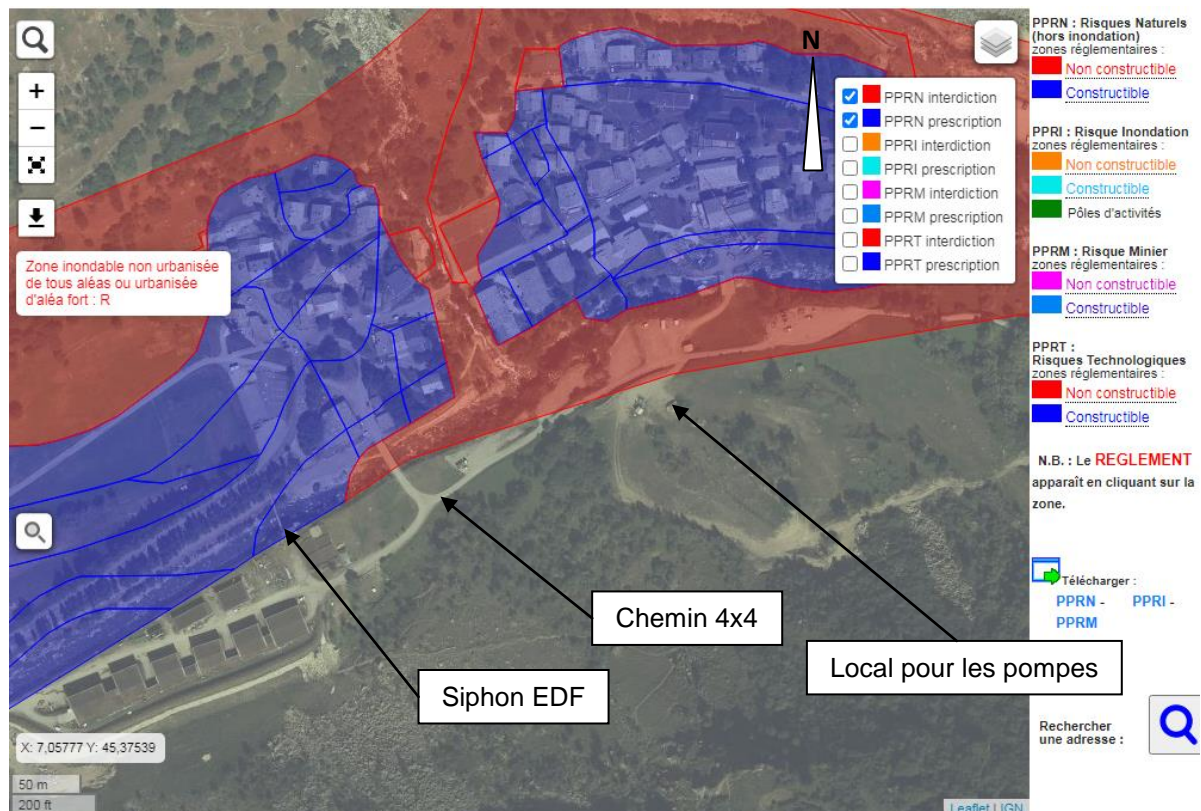 N
+
−
Zone inondable non urbanisée
de tous aléas ou urbanisée
d'aléa fort : R
PPRN interdiction
PPRN prescription
PPRI interdiction
PPRI prescription
PPRM interdiction
PPRM prescription
PPRT interdiction
PPRT prescription
Chemin 4x4
Local pour les pompes
Siphon EDF
X: 7,05777 Y: 45,37539
50 m
200 ft
Leaflet | IGN
PPRN : Risques Naturels
(hors inondation)
zones réglementaires :
Non constructible
Constructible
PPRI : Risque Inondation
zones réglementaires :
Non constructible
Constructible
Pôles d'activités
PPRM : Risque Minier
zones réglementaires :
Non constructible
Constructible
PPRT :
Risques Technologiques
zones réglementaires :
Non constructible
Constructible
N.B. : Le REGLEMENT
apparaît en cliquant sur la
zone.
Télécharger :
PPRN - PPRI -
PPRM
Rechercher
une adresse :